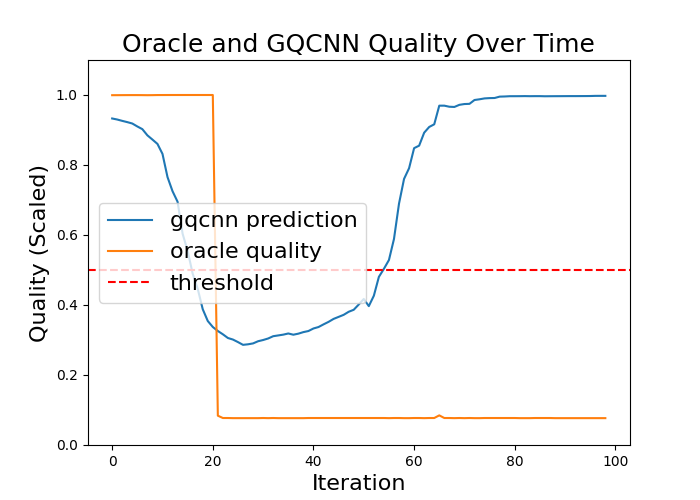 Oracle and GQCNN Quality Over Time
Quality (Scaled)
1.0
0.8
0.6
0.4
0.2
0.0
gqcnn prediction
oracle quality
threshold
0 20 40 60 80 100
Iteration